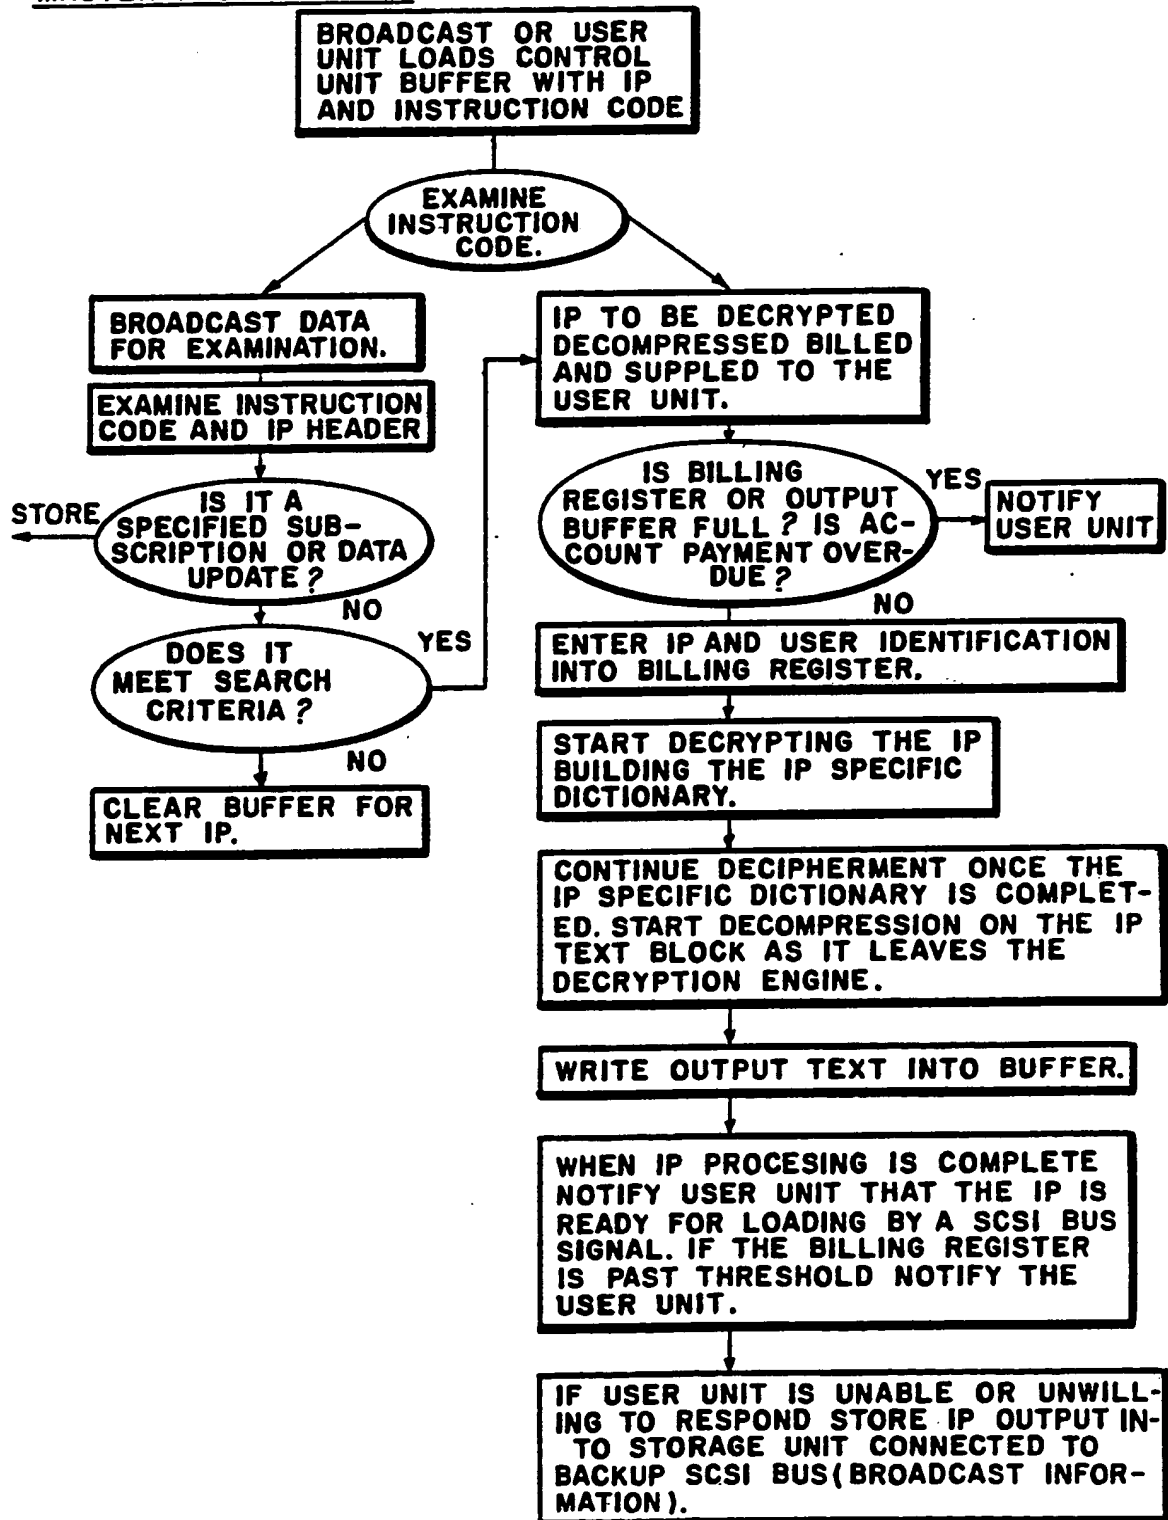 BROADCAST OR USER
UNIT LOADS CONTROL
UNIT BUFFER WITH IP
AND INSTRUCTION CODE
EXAMINE
INSTRUCTION
CODE.
BROADCAST DATA
FOR EXAMINATION.
EXAMINE INSTRUCTION
CODE AND IP HEADER
STORE
IS IT A
SPECIFIED SUB-
SCRIPTION OR DATA
UPDATE?
NO
DOES IT
MEET SEARCH
CRITERIA?
YES
NO
CLEAR BUFFER FOR
NEXT IP.
IP TO BE DECRYPTED
DECOMPRESSED BILLED
AND SUPPLED TO THE
USER UNIT.
IS BILLING
REGISTER OR OUTPUT
BUFFER FULL? IS AC-
COUNT PAYMENT OVER-
DUE?
YES
NOTIFY
USER UNIT
NO
ENTER IP AND USER IDENTIFICATION
INTO BILLING REGISTER.
START DECRYPTING THE IP
BUILDING THE IP SPECIFIC
DICTIONARY.
CONTINUE DECIPHERMENT ONCE THE
IP SPECIFIC DICTIONARY IS COMPLET-
ED. START DECOMPRESSION ON THE IP
TEXT BLOCK AS IT LEAVES THE
DECRYPTION ENGINE.
WRITE OUTPUT TEXT INTO BUFFER.
WHEN IP PROCESING IS COMPLETE
NOTIFY USER UNIT THAT THE IP IS
READY FOR LOADING BY A SCSI BUS
SIGNAL. IF THE BILLING REGISTER
IS PAST THRESHOLD NOTIFY THE
USER UNIT.
IF USER UNIT IS UNABLE OR UNWILL-
ING TO RESPOND STORE IP OUTPUT IN-
TO STORAGE UNIT CONNECTED TO
BACKUP SCSI BUS (BROADCAST INFOR-
MATION).